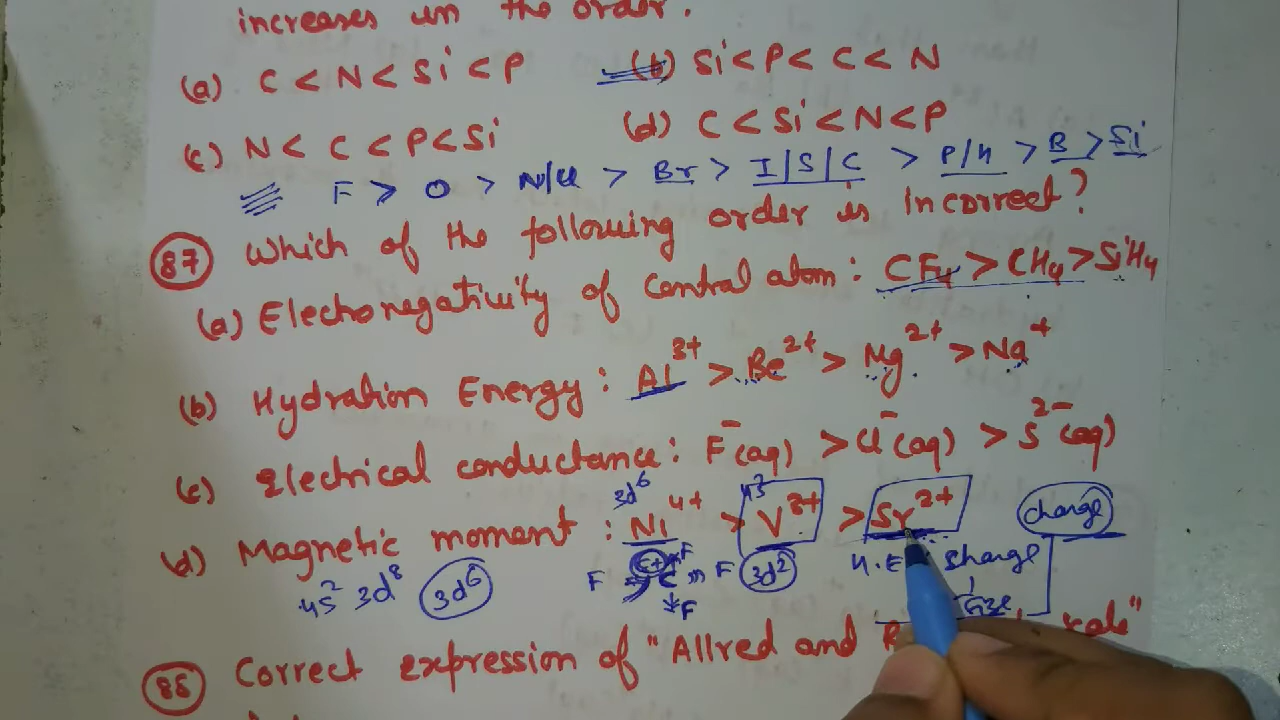 increases in the order.
(a) C < N < Si < P (b) Si < P < C < N
(c) N < C < P < Si (d) C < Si < N < P
F > O > N/Cl > Br > I/S/C > P/H > B > Si
(87) Which of the following order is incorrect?
(a) Electronegativity of Central atom : CF4 > CH4 > SiH4
(b) Hydration Energy : Al3+ > Be2+ > Mg2+ > Na+
(c) Electrical conductance : F-(aq) > Cl-(aq) > S2-(aq)
3d6
(d) Magnetic moment : Ni4+ > V3+ > Sr2+ charge
4s2 3d8 3d6 F C F F 3d2 H.E charge
size
(88) Correct expression of "Allred and